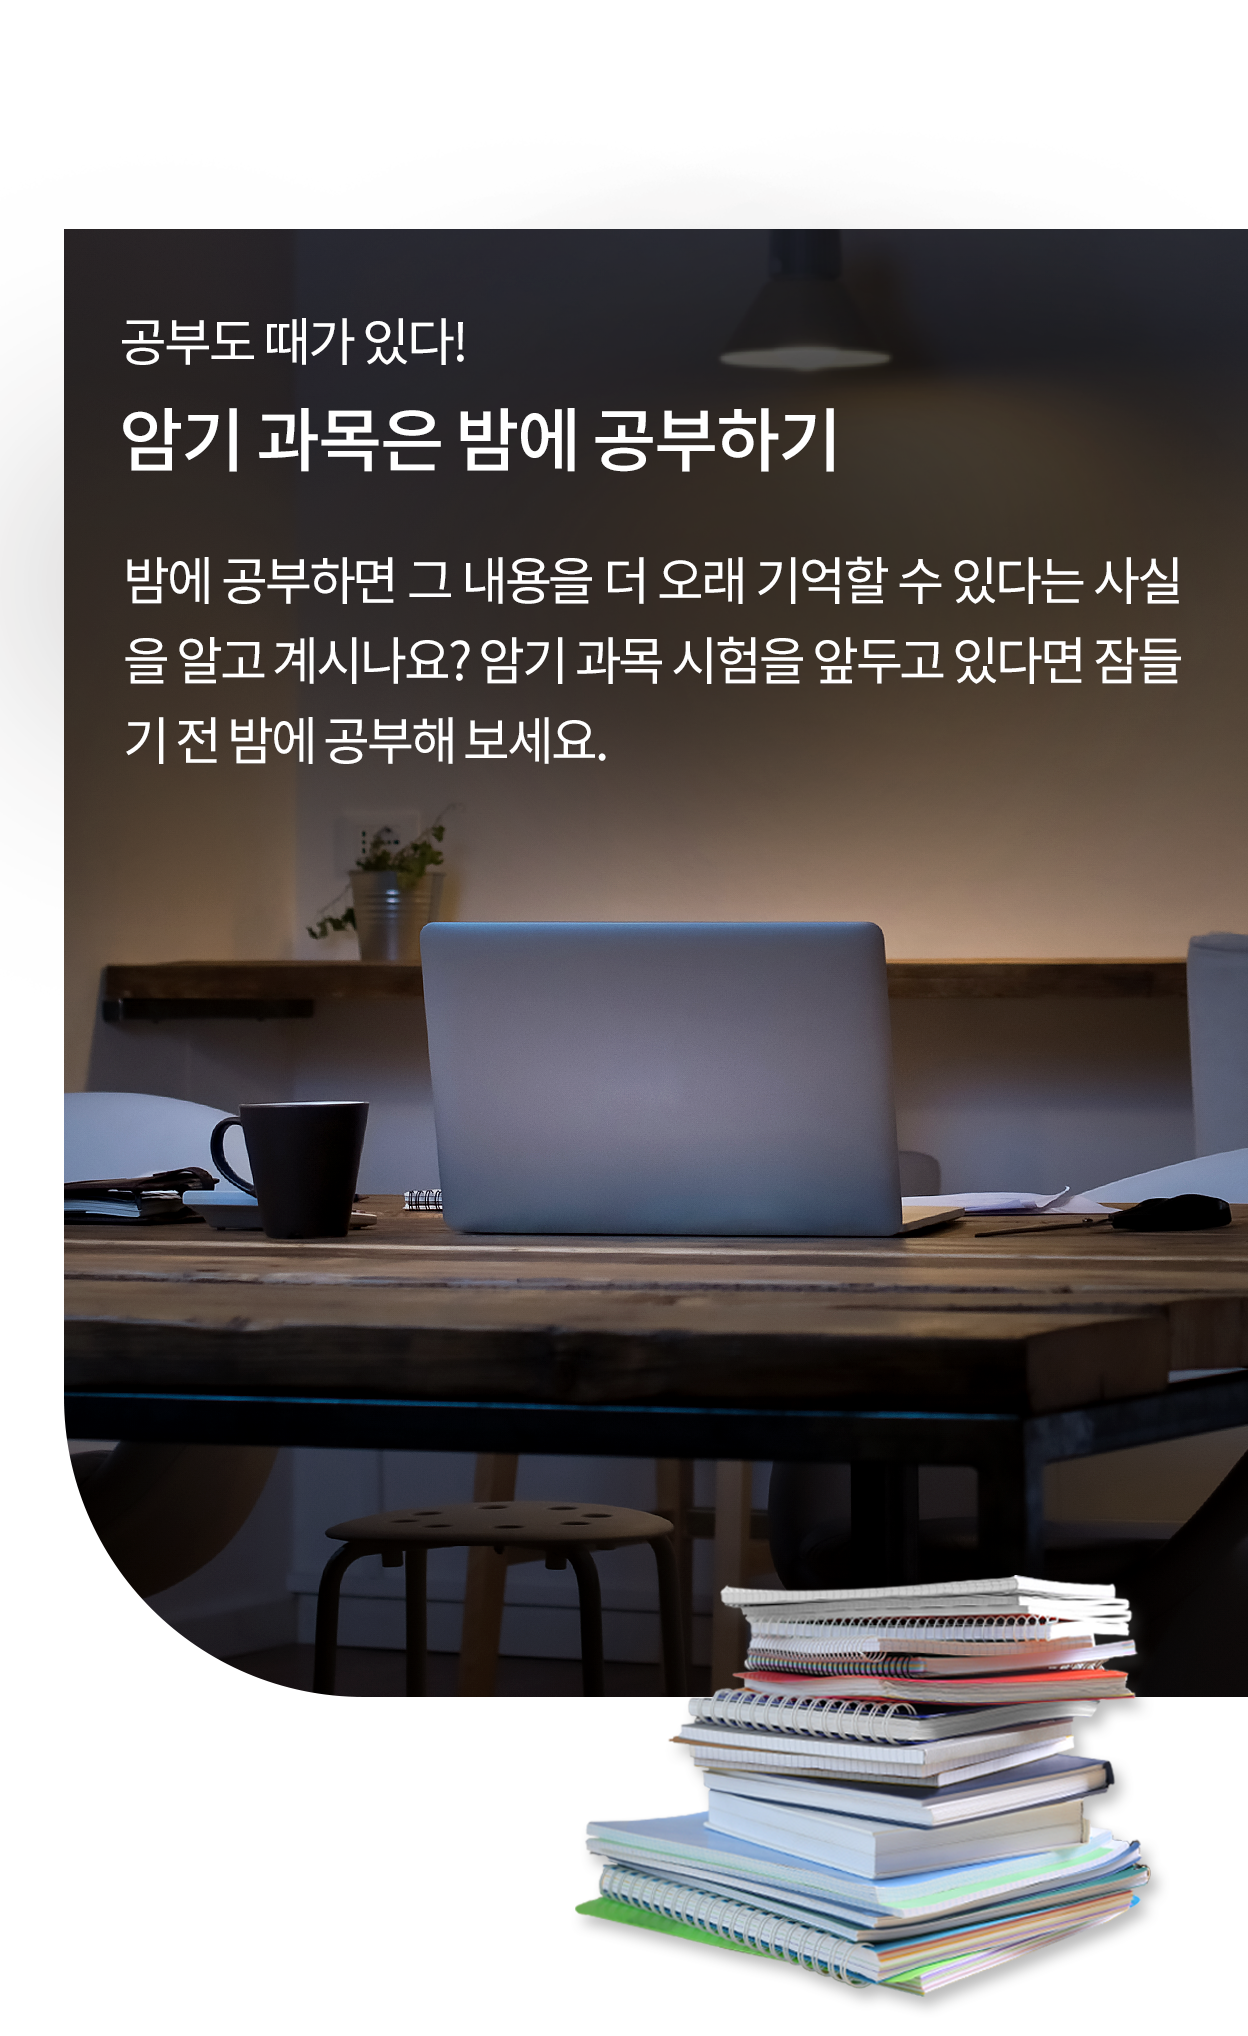 공부도 때가 있다!
암기 과목은 밤에 공부하기
밤에 공부하면 그 내용을 더 오래 기억할 수 있다는 사실
을 알고 계시나요? 암기 과목 시험을 앞두고 있다면 잠들
기 전 밤에 공부해 보세요.